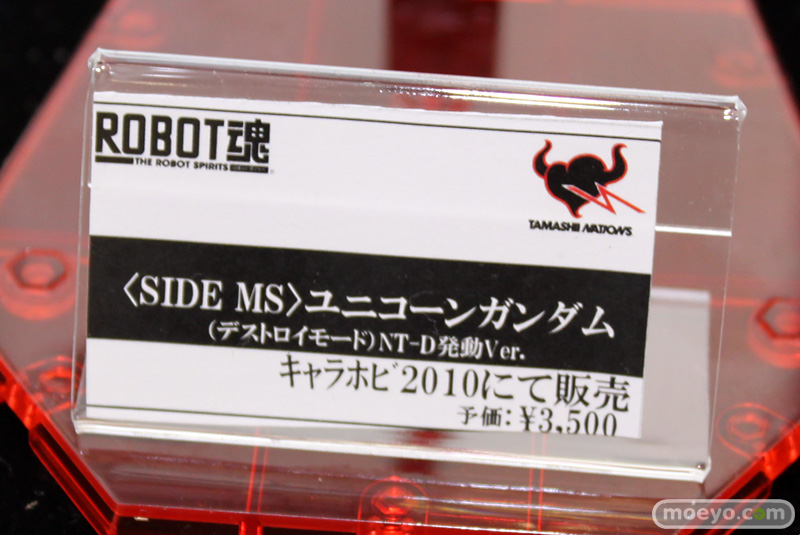 ROBOT魂
THE ROBOT SPIRITS
TAMASHII NATIONS
〈SIDE MS〉ユニコーンガンダム
(デストロイモード)NT-D発動Ver.
キャラホビ2010にて販売
予価:¥3,500
moeyo.com